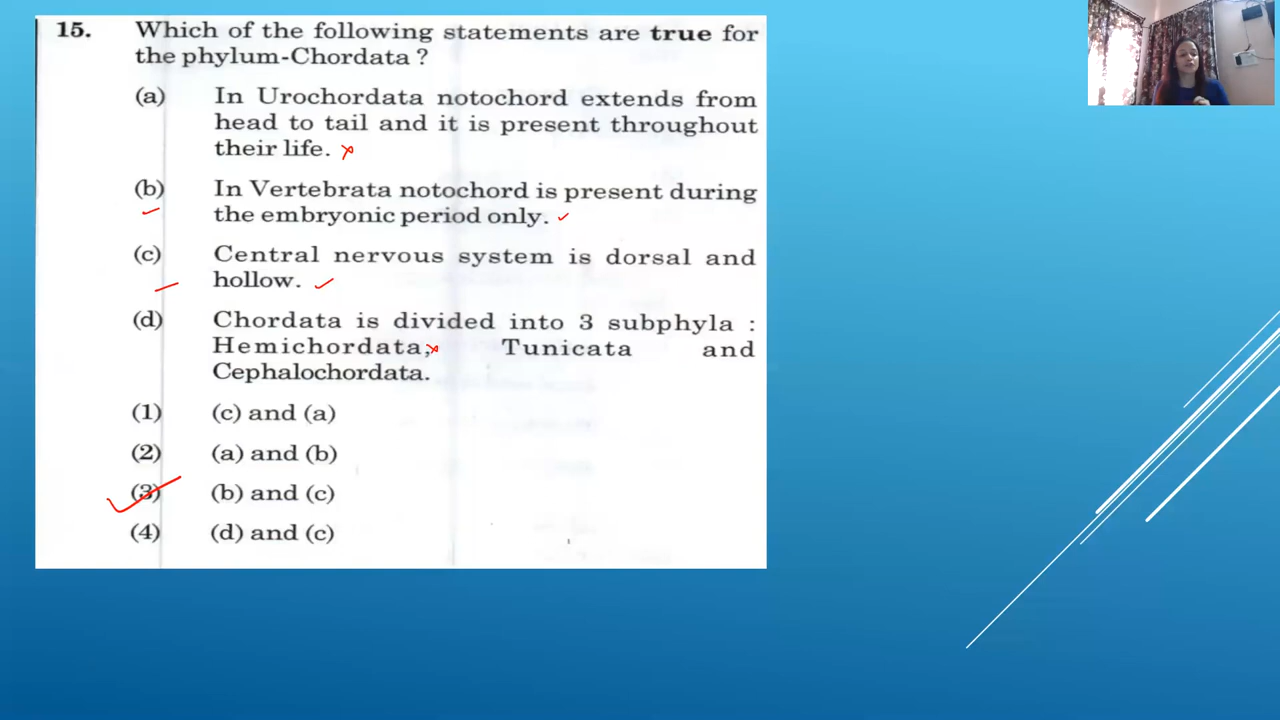 15. Which of the following statements are true for
the phylum-Chordata ?
(a) In Urochordata notochord extends from
head to tail and it is present throughout
their life.
(b) In Vertebrata notochord is present during
the embryonic period only.
(c) Central nervous system is dorsal and
hollow.
(d) Chordata is divided into 3 subphyla :
Hemichordata, Tunicata and
Cephalochordata.
(1) (c) and (a)
(2) (a) and (b)
(3) (b) and (c)
(4) (d) and (c)